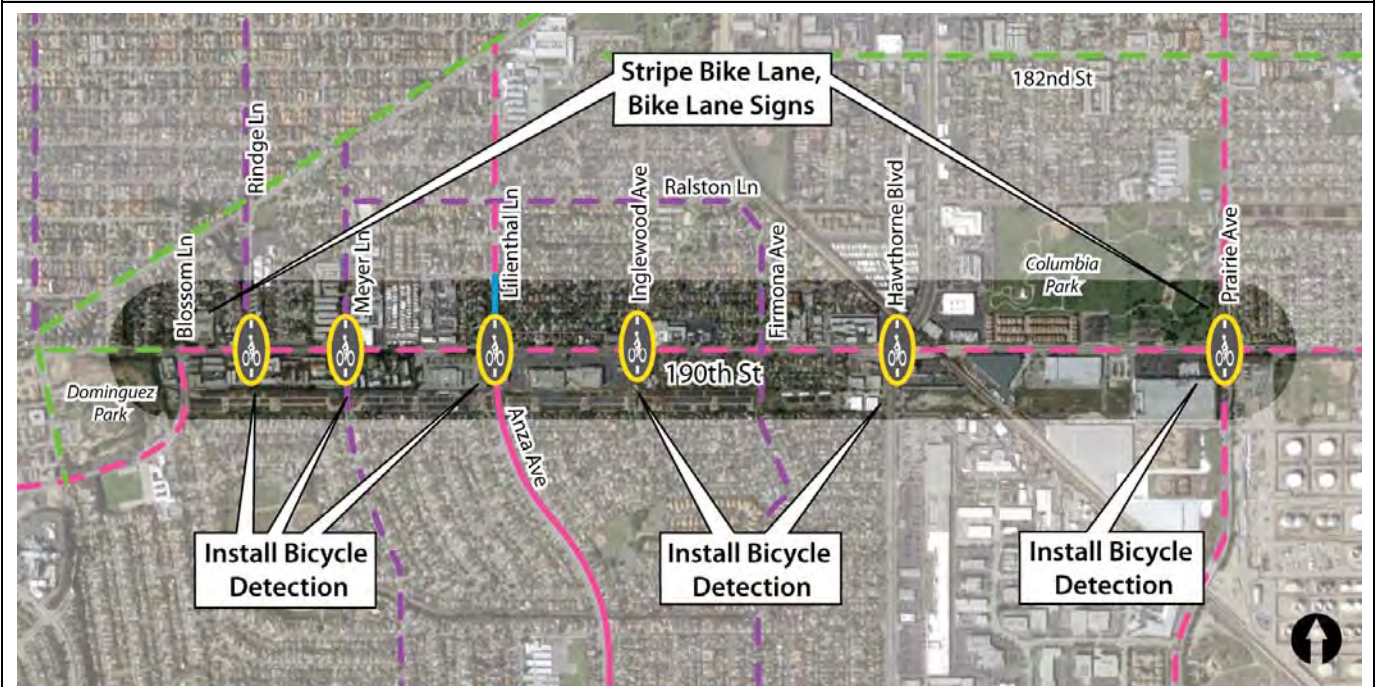 Stripe Bike Lane,
Bike Lane Signs
182nd St
Rindge Ln
Ralston Ln
Blossom Ln
Meyer Ln
Lilienthal Ln
Inglewood Ave
Firmona Ave
Hawthorne Blvd
Columbia
Park
Prairie Ave
190th St
Dominguez
Park
Anza Ave
Install Bicycle
Detection
Install Bicycle
Detection
Install Bicycle
Detection